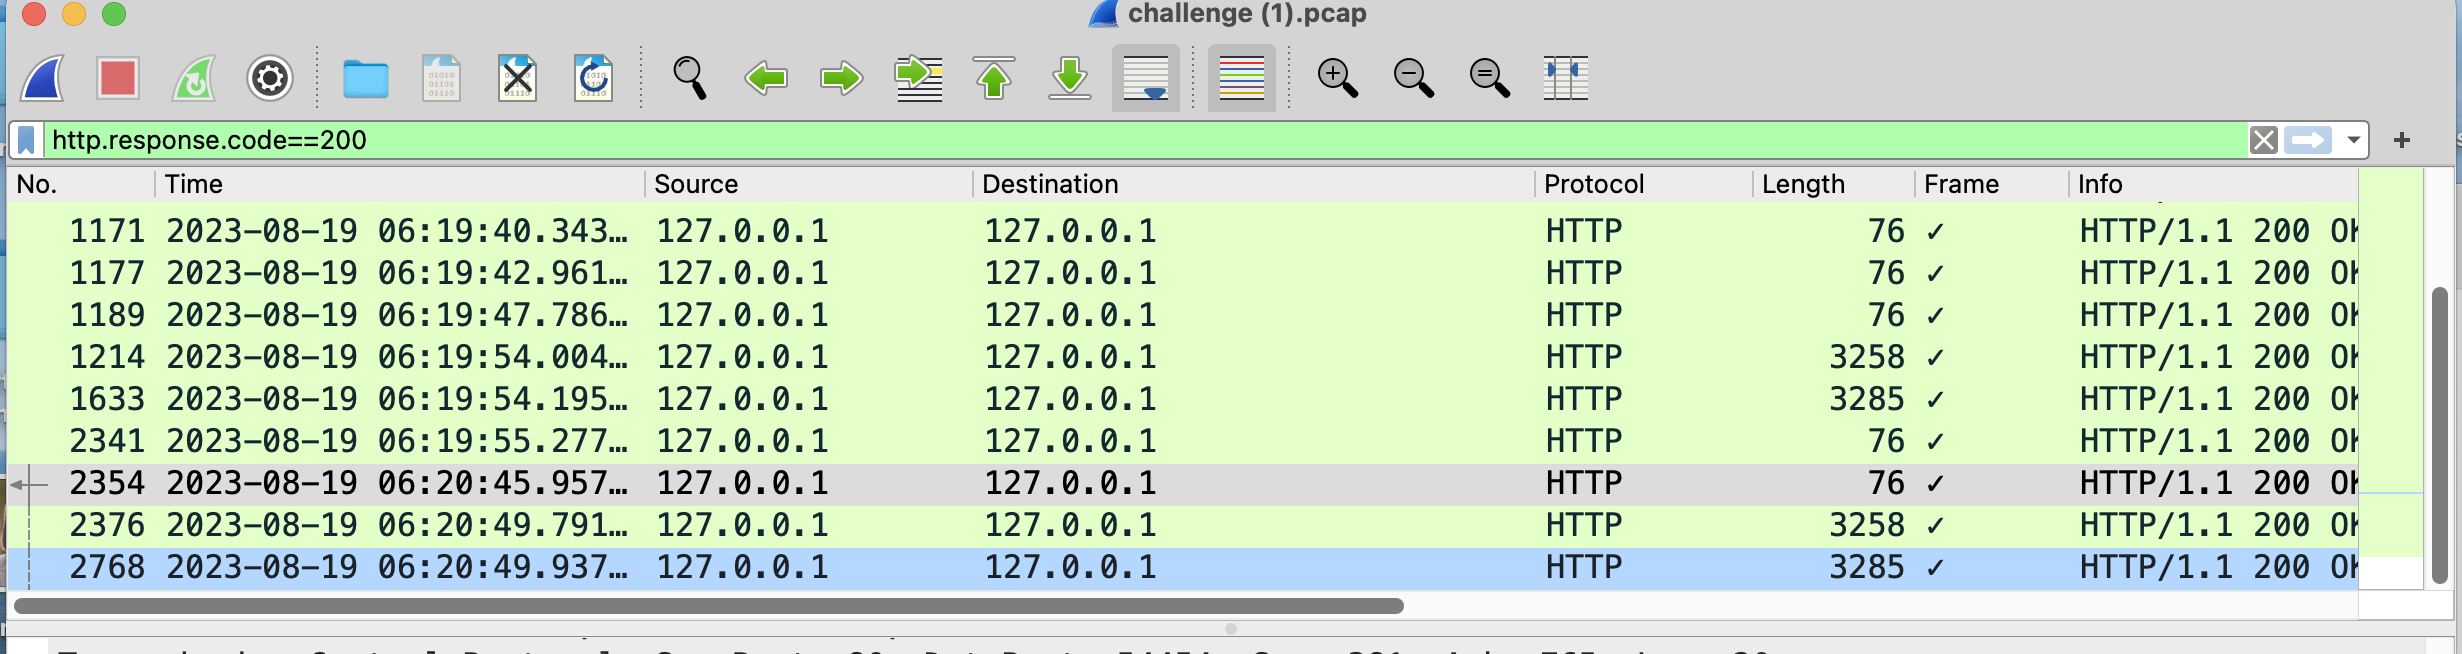 challenge (1).pcap
http.response.code==200
No. Time Source Destination Protocol Length Frame Info
1171 2023-08-19 06:19:40.343… 127.0.0.1 127.0.0.1 HTTP 76 ✓ HTTP/1.1 200 OK
1177 2023-08-19 06:19:42.961… 127.0.0.1 127.0.0.1 HTTP 76 ✓ HTTP/1.1 200 OK
1189 2023-08-19 06:19:47.786… 127.0.0.1 127.0.0.1 HTTP 76 ✓ HTTP/1.1 200 OK
1214 2023-08-19 06:19:54.004… 127.0.0.1 127.0.0.1 HTTP 3258 ✓ HTTP/1.1 200 OK
1633 2023-08-19 06:19:54.195… 127.0.0.1 127.0.0.1 HTTP 3285 ✓ HTTP/1.1 200 OK
2341 2023-08-19 06:19:55.277… 127.0.0.1 127.0.0.1 HTTP 76 ✓ HTTP/1.1 200 OK
2354 2023-08-19 06:20:45.957… 127.0.0.1 127.0.0.1 HTTP 76 ✓ HTTP/1.1 200 OK
2376 2023-08-19 06:20:49.791… 127.0.0.1 127.0.0.1 HTTP 3258 ✓ HTTP/1.1 200 OK
2768 2023-08-19 06:20:49.937… 127.0.0.1 127.0.0.1 HTTP 3285 ✓ HTTP/1.1 200 OK